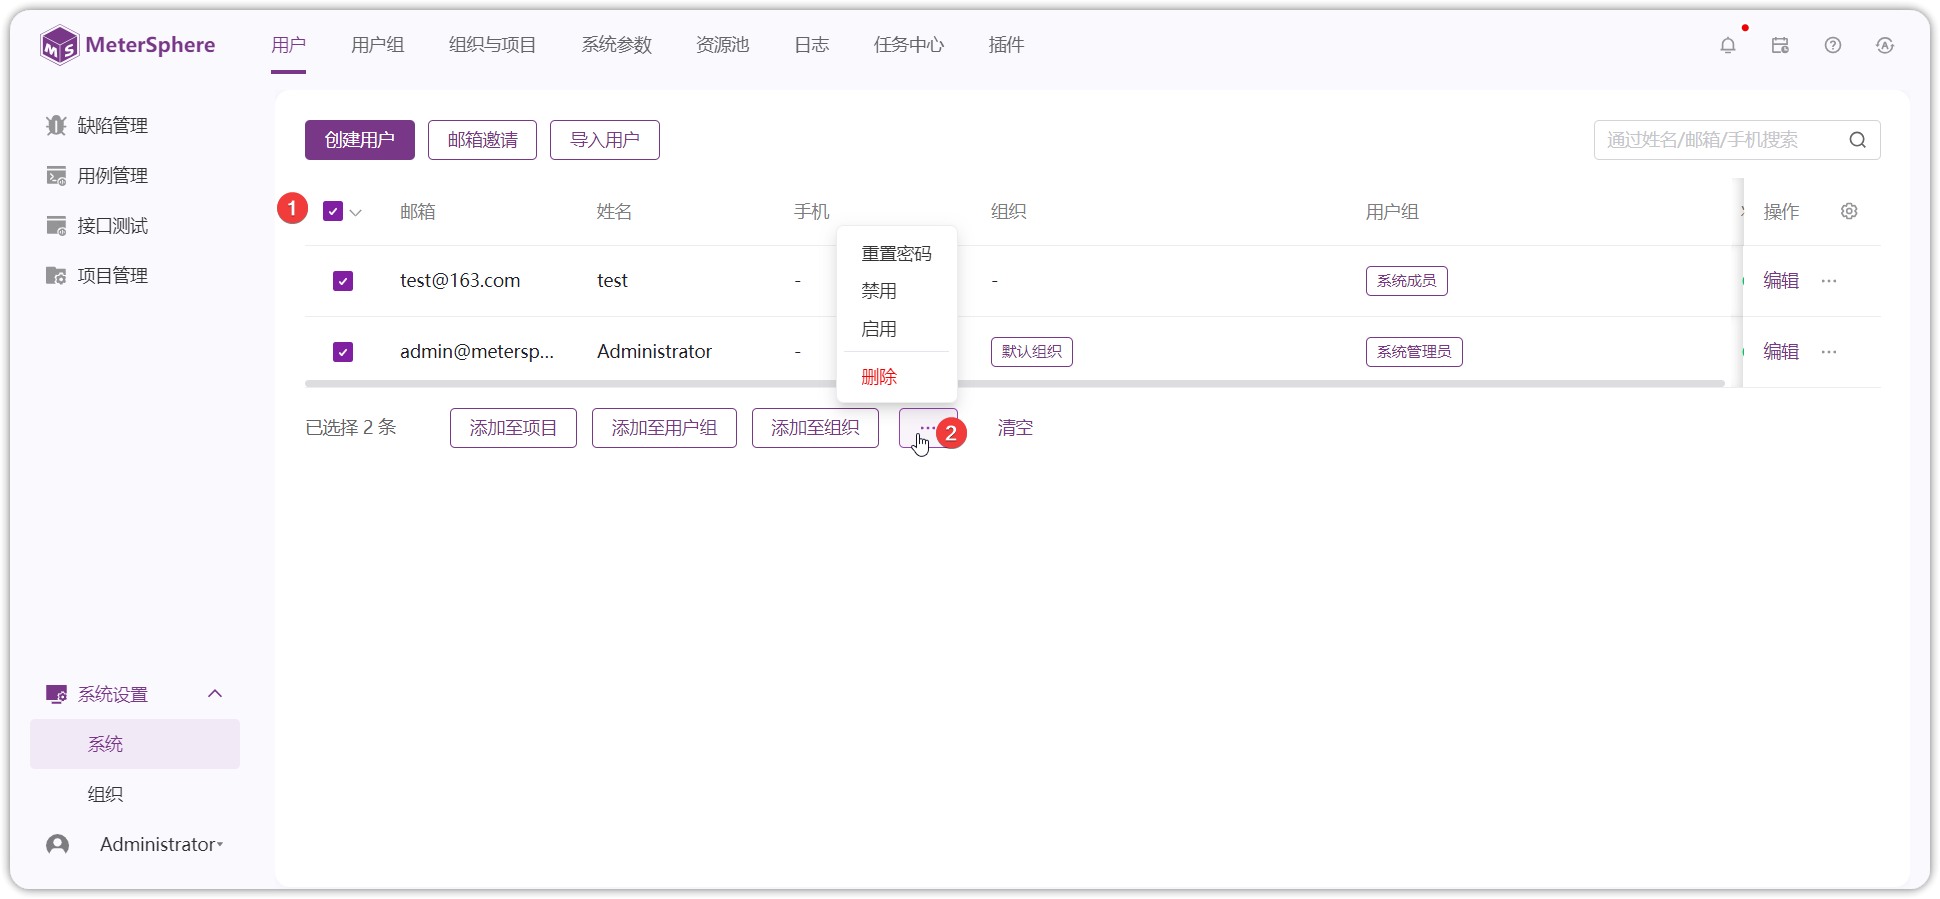 MS MeterSphere
用户 用户组 组织与项目 系统参数 资源池 日志 任务中心 插件
缺陷管理
用例管理
接口测试
项目管理
系统设置
系统
组织
Administrator
创建用户 邮箱邀请 导入用户 通过姓名/邮箱/手机搜索
1 邮箱 姓名 手机 组织 用户组 操作
test@163.com test - - 系统成员 编辑 ···
admin@metersp... Administrator - 默认组织 系统管理员 编辑 ···
重置密码
禁用
启用
删除
已选择 2 条 添加至项目 添加至用户组 添加至组织 ··· 2 清空